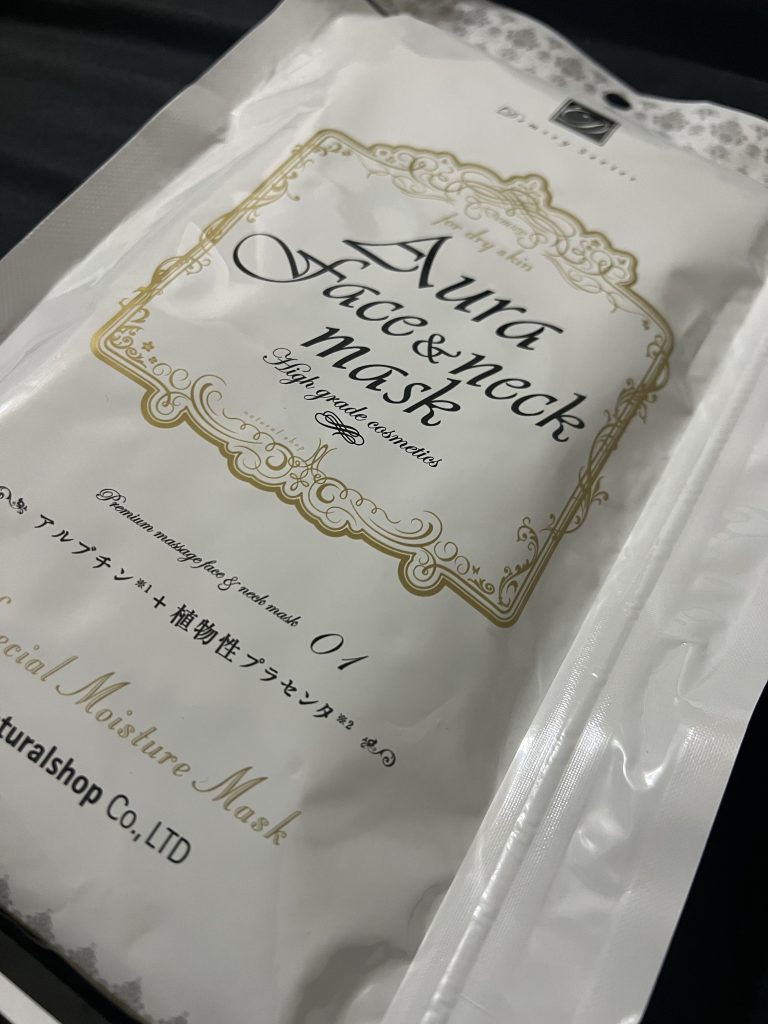 for dry skin
Aura
face & neck
mask
High grade cosmetics
natural shop
Premium massage face & neck mask 01
アルブチン※1+植物性プラセンタ※2
ecial Moisture Mask
turalshop Co., LTD